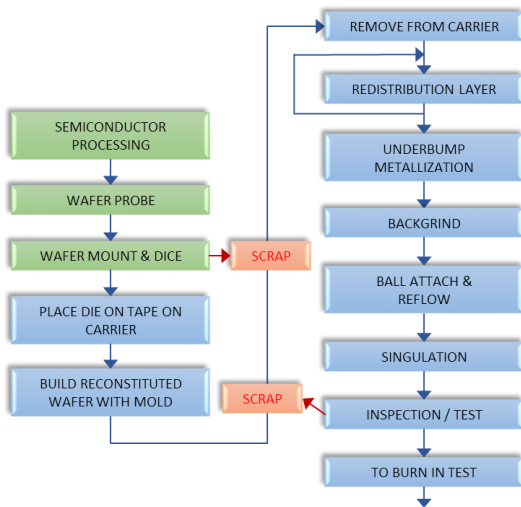 SEMICONDUCTOR
PROCESSING
WAFER PROBE
WAFER MOUNT & DICE
SCRAP
PLACE DIE ON TAPE ON
CARRIER
BUILD RECONSTITUTED
WAFER WITH MOLD
REMOVE FROM CARRIER
REDISTRIBUTION LAYER
UNDERBUMP
METALLIZATION
BACKGRIND
BALL ATTACH &
REFLOW
SINGULATION
INSPECTION / TEST
SCRAP
TO BURN IN TEST